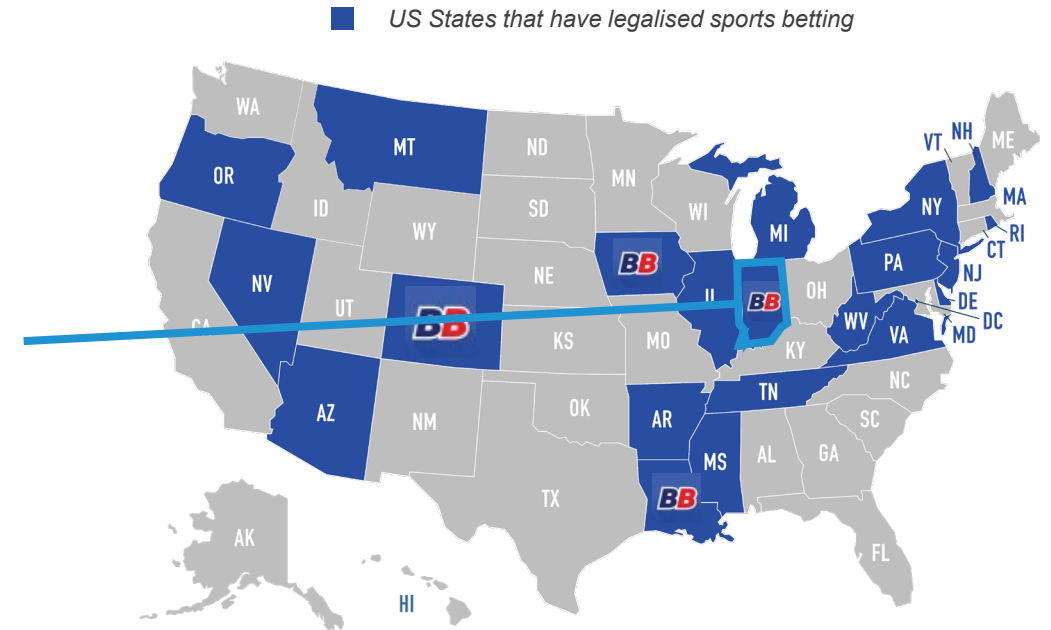 US States that have legalised sports betting
WA
MT
ND
MN
VT
NH
ME
OR
ID
SD
WI
MI
NY
MA
WY
RI
CT
NV
UT
NE
BB
PA
NJ
CA
BB
IL
BB
OH
DE
DC
WV
VA
MD
KS
MO
KY
AZ
NM
OK
AR
TN
NC
SC
TX
BB
MS
AL
GA
AK
FL
HI